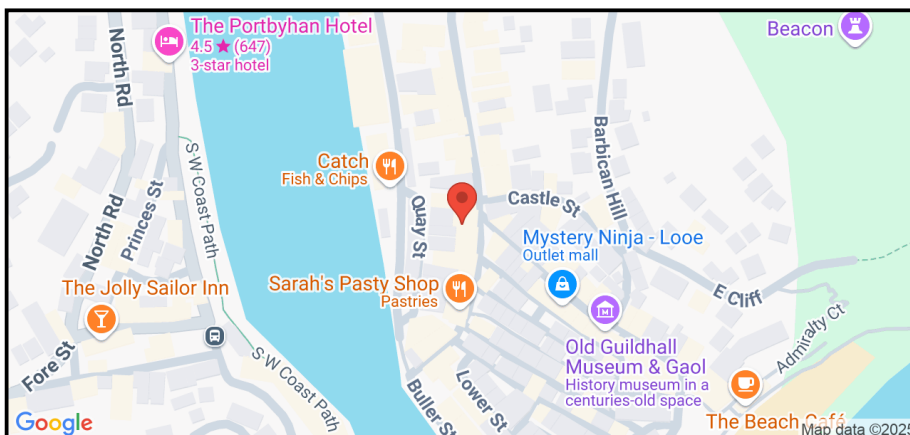 The Portbyhan Hotel
4.5 ★ (647)
3-star hotel
Beacon
North Rd
S W Coast Path
Barbican Hill
Catch
Fish & Chips
Princes St
North Rd
Quay St
Castle St
Mystery Ninja - Looe
Outlet mall
The Jolly Sailor Inn
Sarah's Pasty Shop
Pastries
E Cliff
Fore St
S W Coast Path
Old Guildhall
Museum & Gaol
History museum in a
centuries-old space
Admiralty Ct
Buller St
Lower St
The Beach Café
Google
Map data ©2025